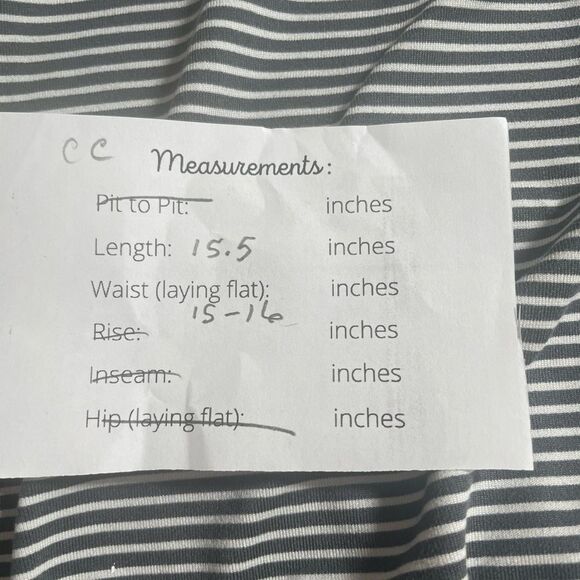 CC
Measurements:
Pit to Pit: inches
Length: 15.5 inches
Waist (laying flat): inches
15-16
Rise: inches
Inseam: inches
Hip (laying flat): inches